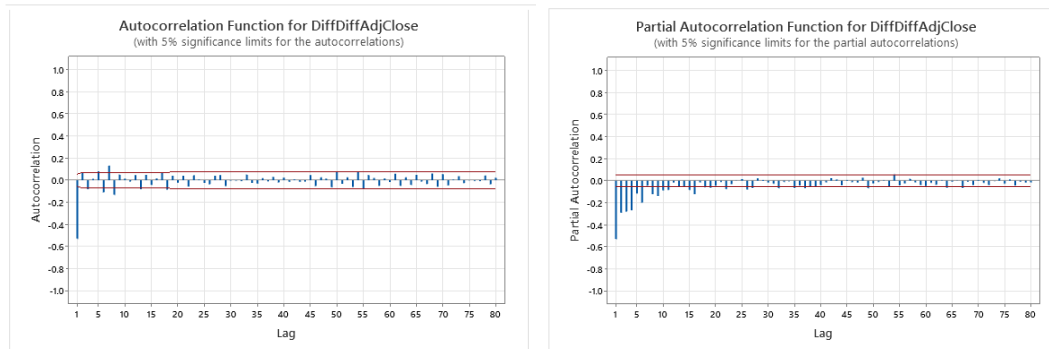 Autocorrelation Function for DiffDiffAdjClose
(with 5% significance limits for the autocorrelations)
1.0
0.8
0.6
0.4
0.2
0.0
-0.2
-0.4
-0.6
-0.8
-1.0
Autocorrelation
1 5 10 15 20 25 30 35 40 45 50 55 60 65 70 75 80
Lag
Partial Autocorrelation Function for DiffDiffAdjClose
(with 5% significance limits for the partial autocorrelations)
1.0
0.8
0.6
0.4
0.2
0.0
-0.2
-0.4
-0.6
-0.8
-1.0
Partial Autocorrelation
1 5 10 15 20 25 30 35 40 45 50 55 60 65 70 75 80
Lag